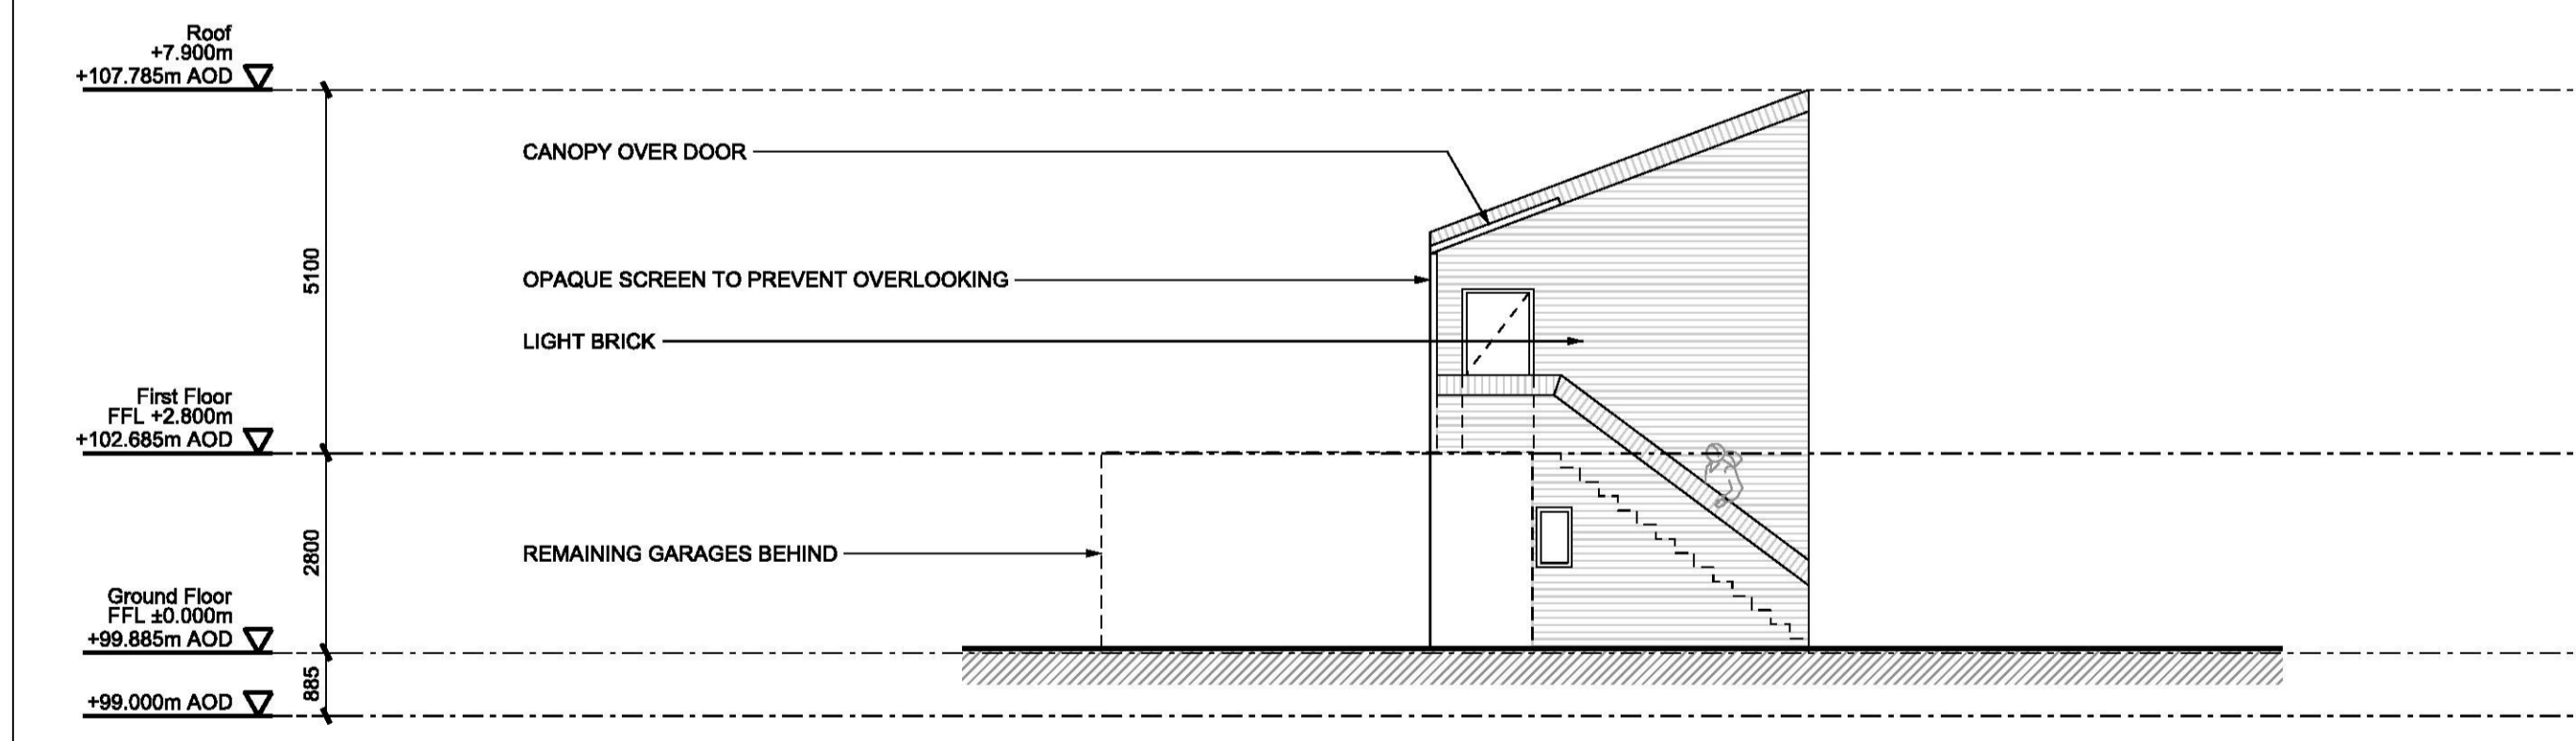 Roof
+7.900m
+107.785m AOD
CANOPY OVER DOOR
5100
OPAQUE SCREEN TO PREVENT OVERLOOKING
LIGHT BRICK
First Floor
FFL +2.800m
+102.685m AOD
2800
REMAINING GARAGES BEHIND
Ground Floor
FFL ±0.000m
+99.885m AOD
885
+99.000m AOD